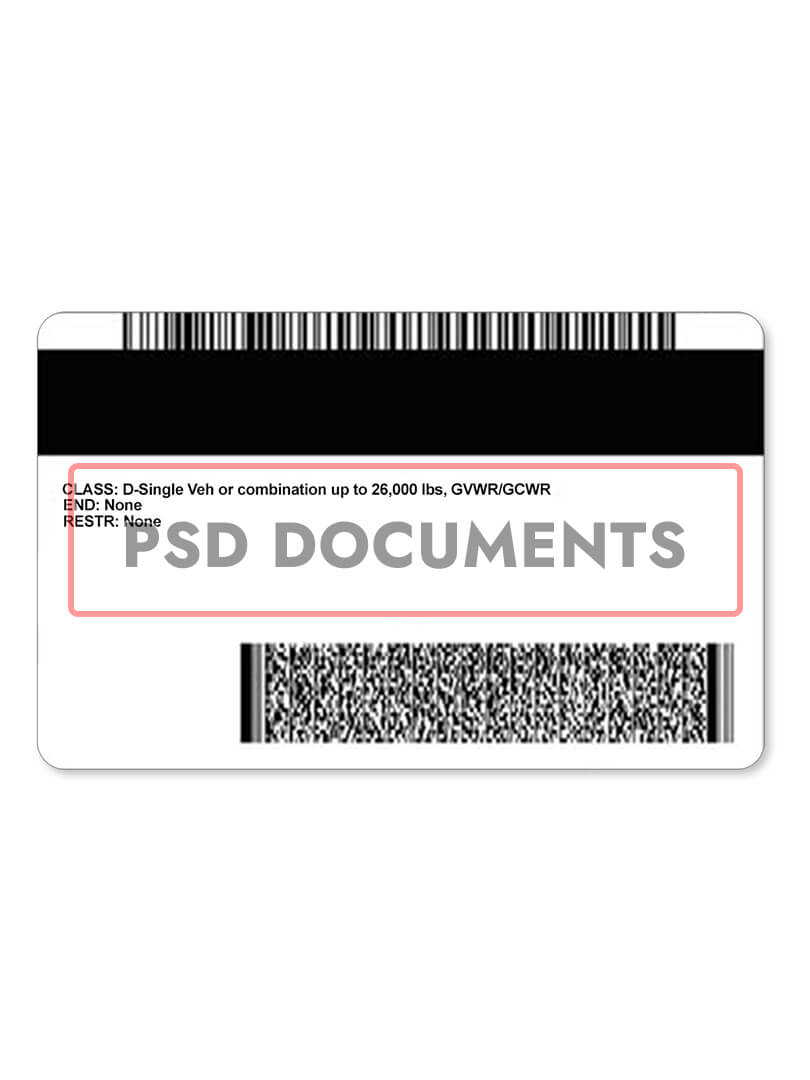 CLASS: D-Single Veh or combination up to 26,000 lbs, GVWR/GCWR
END: None
RESTR: None
PSD DOCUMENTS